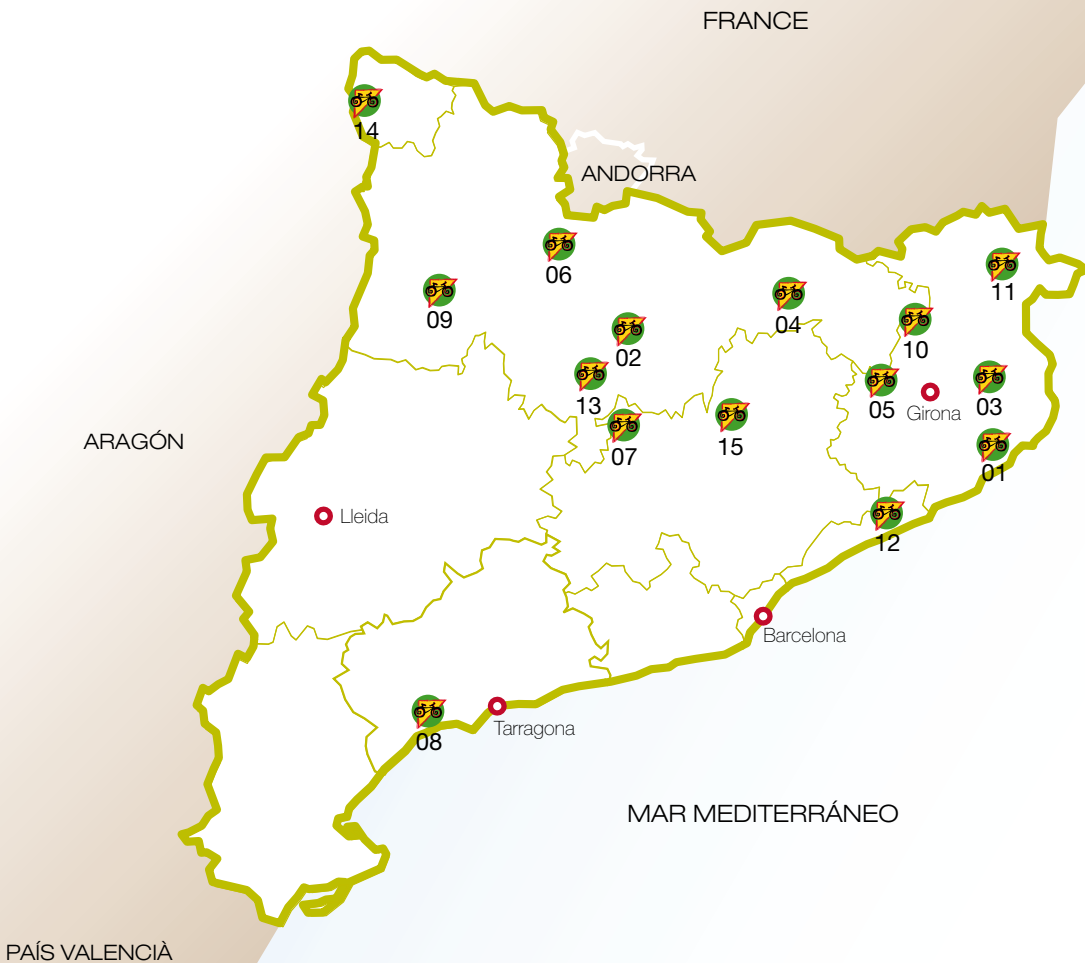 FRANCE
14
ANDORRA
06
11
09
04
10
02
13
05
03
Girona
ARAGÓN
07
15
01
Lleida
12
Barcelona
Tarragona
08
MAR MEDITERRÁNEO
PAÍS VALENCIÀ